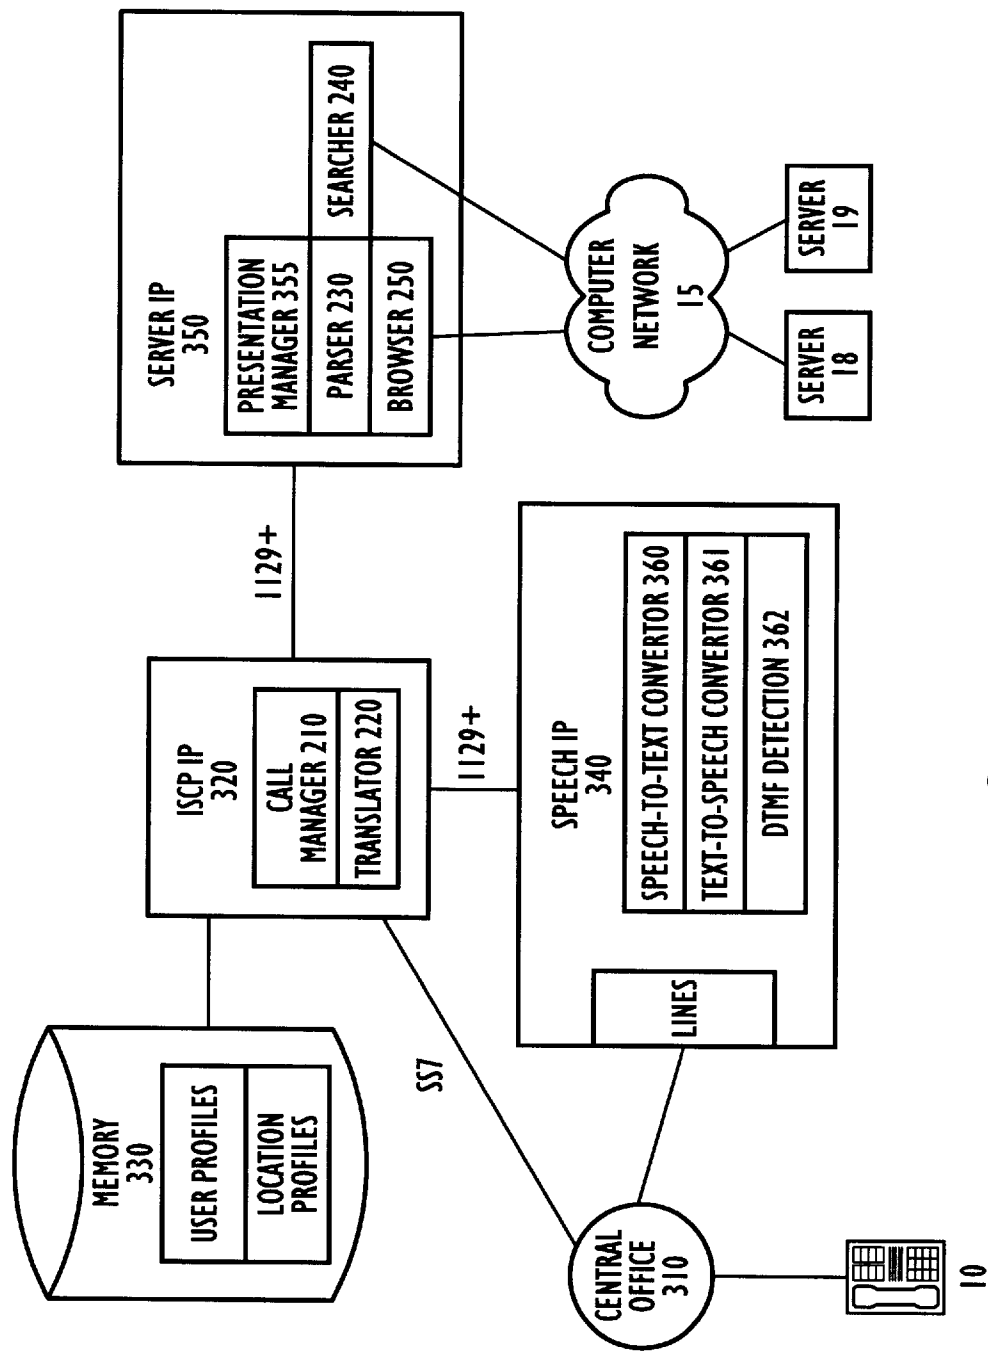 MEMORY
330
USER PROFILES
LOCATION
PROFILES
ISCP IP
320
CALL
MANAGER 210
TRANSLATOR 220
1129+
SERVER IP
350
PRESENTATION
MANAGER 355
PARSER 230
SEARCHER 240
BROWSER 250
SS7
1129+
CENTRAL
OFFICE
310
10
SPEECH IP
340
LINES
SPEECH-TO-TEXT CONVERTOR 360
TEXT-TO-SPEECH CONVERTOR 361
DTMF DETECTION 362
COMPUTER
NETWORK
15
SERVER
18
SERVER
19